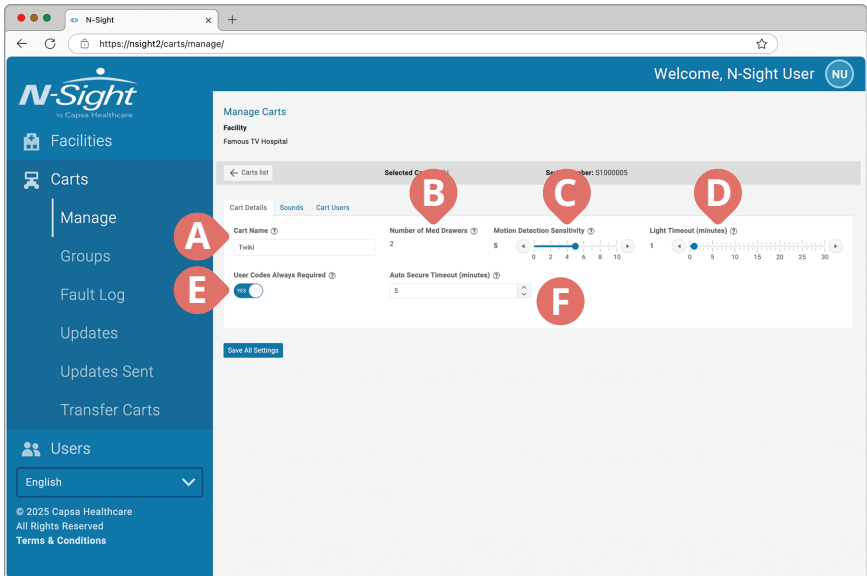 N-Sight
https://nsight2/carts/manage/
Welcome, N-Sight User NU
N-Sight
by Capsa Healthcare
Facilities
Carts
Manage
Groups
Fault Log
Updates
Updates Sent
Transfer Carts
Users
English
© 2025 Capsa Healthcare
All Rights Reserved
Terms & Conditions
Manage Carts
Facility
Famous TV Hospital
Carts list Selected S1000005
B C D
Cart Details Sounds Cart Users
A
Cart Name Number of Med Drawers Motion Detection Sensitivity Light Timeout (minutes)
Twiki 2 5 1
0 2 4 6 8 10 0 5 10 15 20 25 30
E
User Codes Always Required Auto Secure Timeout (minutes)
YES 5
F
Save All Settings